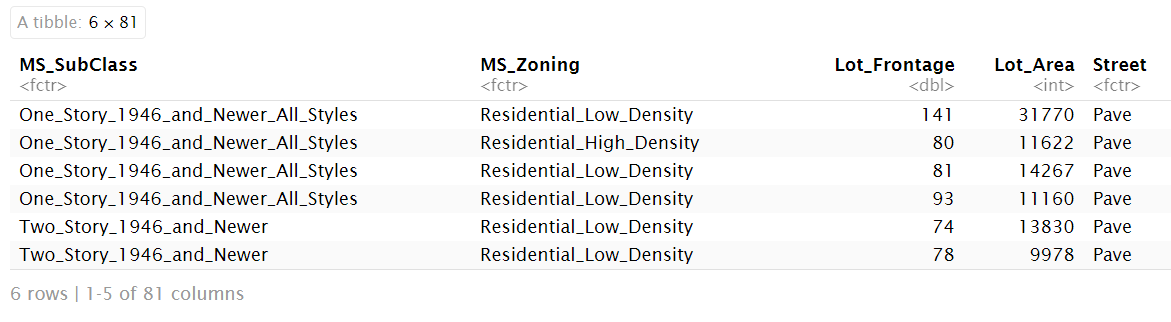 A tibble: 6 × 81
MS_SubClass MS_Zoning Lot_Frontage Lot_Area Street
<fctr> <fctr> <dbl> <int> <fctr>
One_Story_1946_and_Newer_All_Styles Residential_Low_Density 141 31770 Pave
One_Story_1946_and_Newer_All_Styles Residential_High_Density 80 11622 Pave
One_Story_1946_and_Newer_All_Styles Residential_Low_Density 81 14267 Pave
One_Story_1946_and_Newer_All_Styles Residential_Low_Density 93 11160 Pave
Two_Story_1946_and_Newer Residential_Low_Density 74 13830 Pave
Two_Story_1946_and_Newer Residential_Low_Density 78 9978 Pave
6 rows | 1-5 of 81 columns